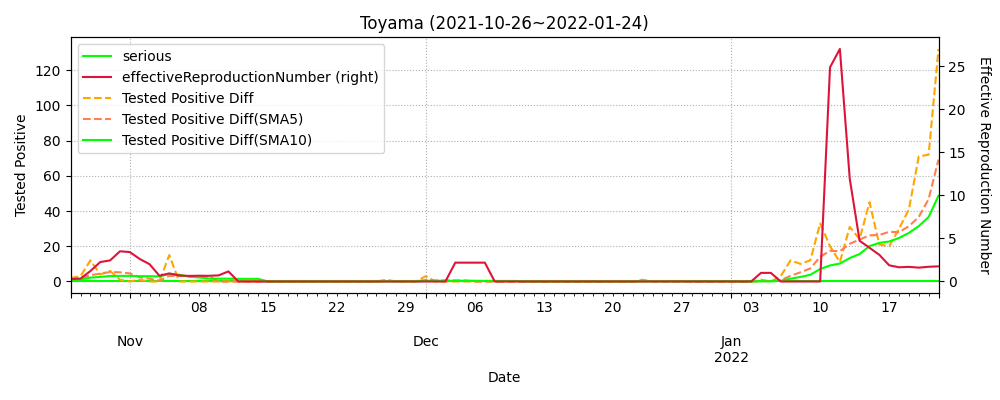 Toyama (2021-10-26~2022-01-24)
serious
effectiveReproductionNumber (right)
Tested Positive Diff
Tested Positive Diff(SMA5)
Tested Positive Diff(SMA10)
Tested Positive
120
100
80
60
40
20
0
Effective Reproduction Number
25
20
15
10
5
0
08 15 22 29 06 13 20 27 03 10 17
Nov Dec Jan
2022
Date